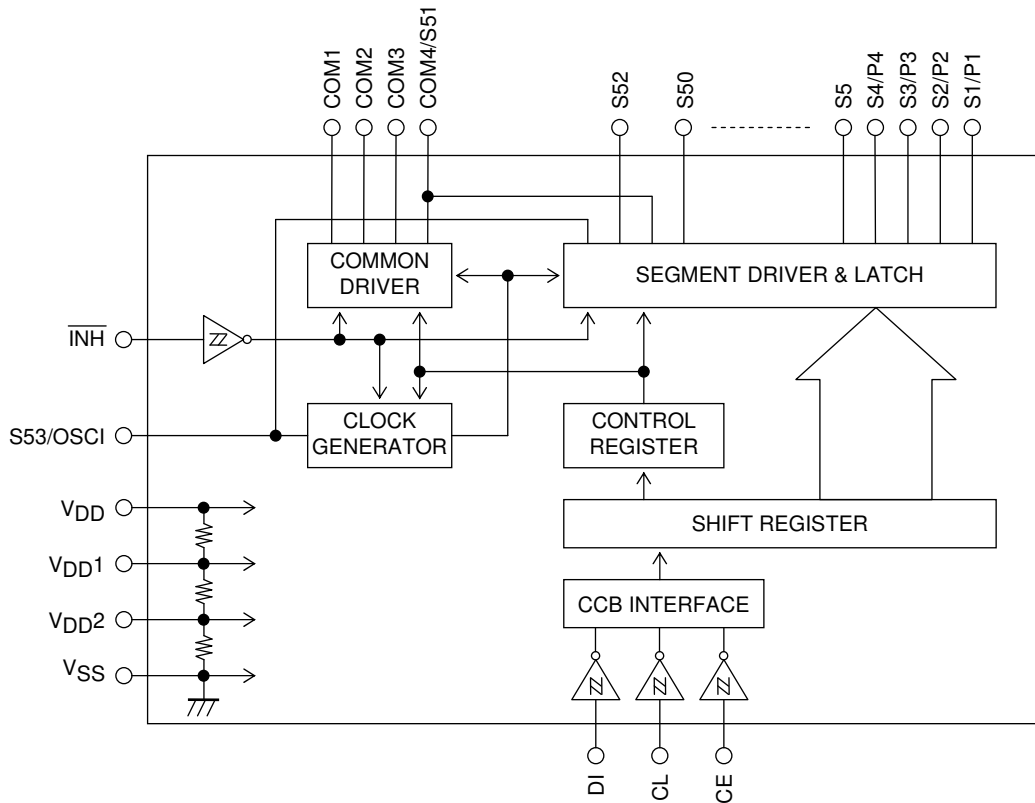 COM1
COM2
COM3
COM4/S51
S52
S50
S5
S4/P4
S3/P3
S2/P2
S1/P1
COMMON
DRIVER
SEGMENT DRIVER & LATCH
INH
S53/OSCI
CLOCK
GENERATOR
CONTROL
REGISTER
VDD
SHIFT REGISTER
VDD1
VDD2
CCB INTERFACE
VSS
DI
CL
CE